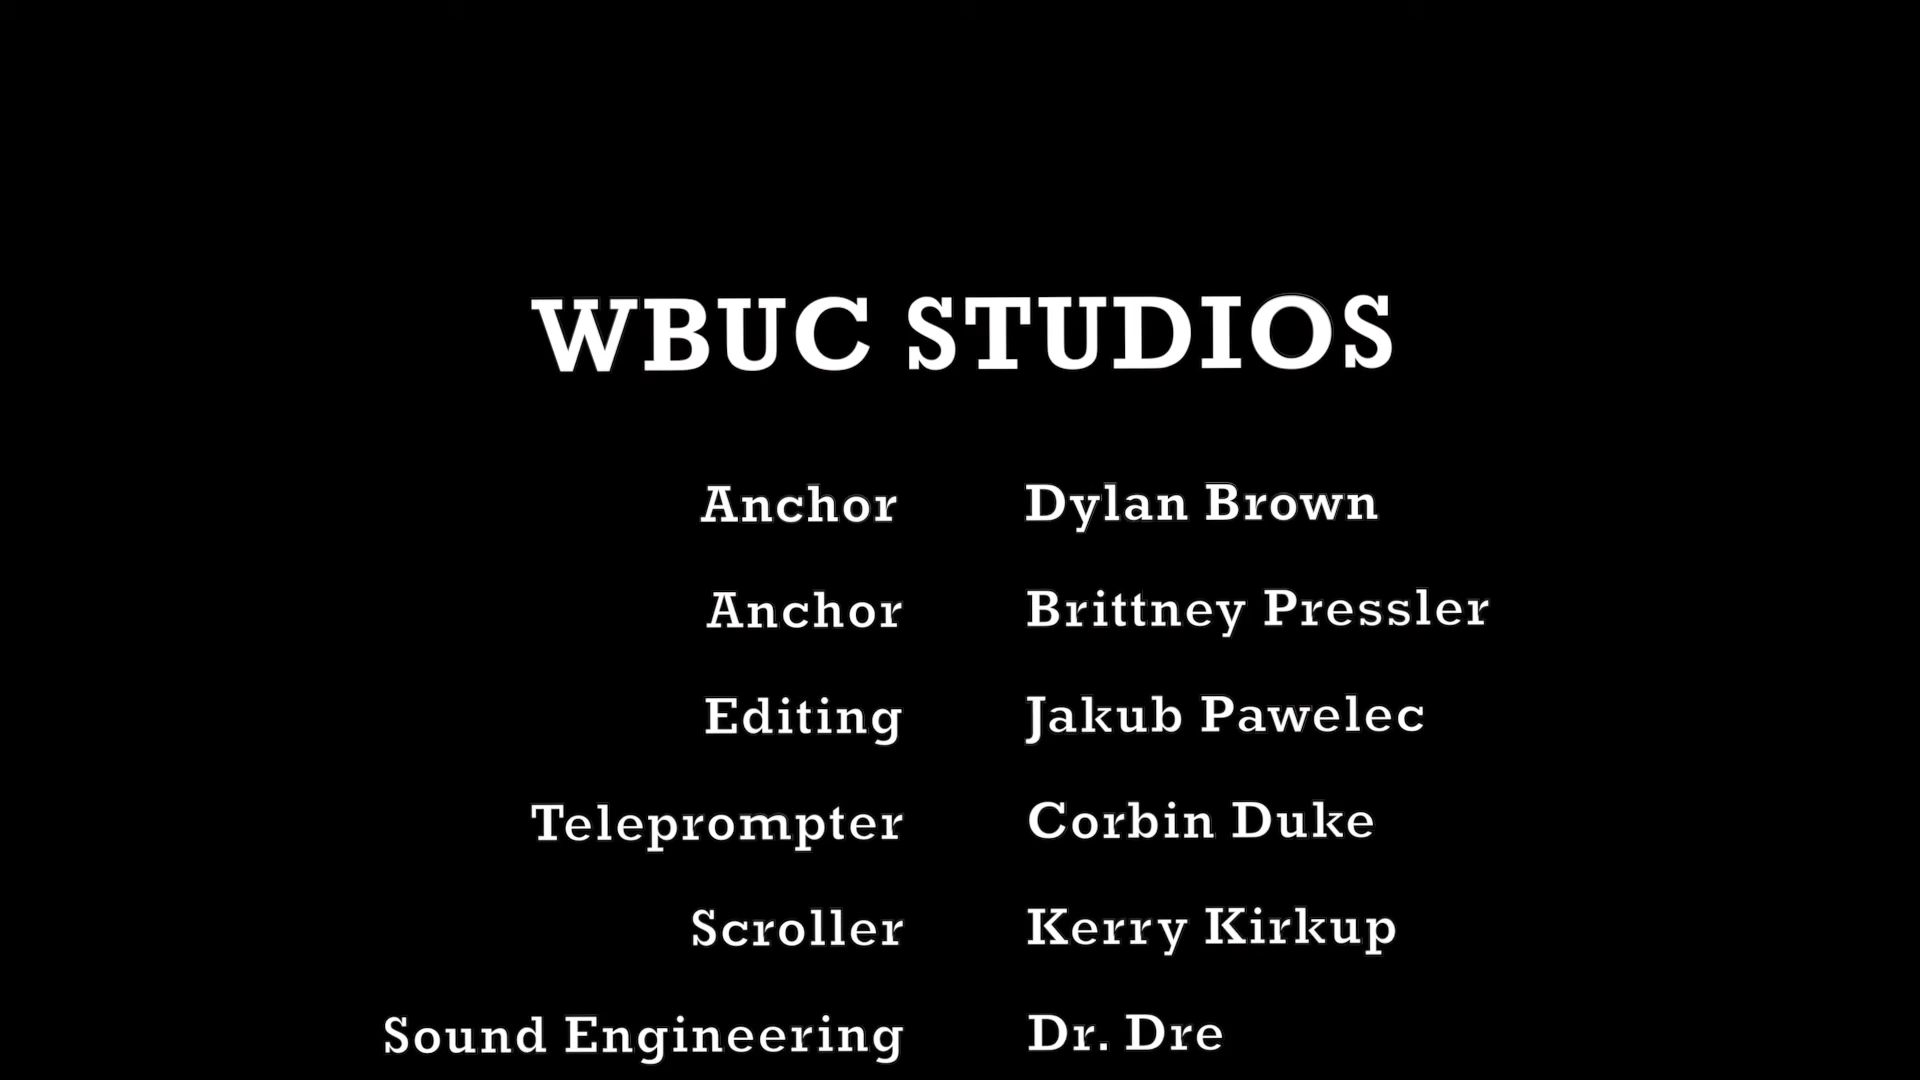 WBUC STUDIOS
Anchor Dylan Brown
Anchor Brittney Pressler
Editing Jakub Pawelec
Teleprompter Corbin Duke
Scroller Kerry Kirkup
Sound Engineering Dr. Dre